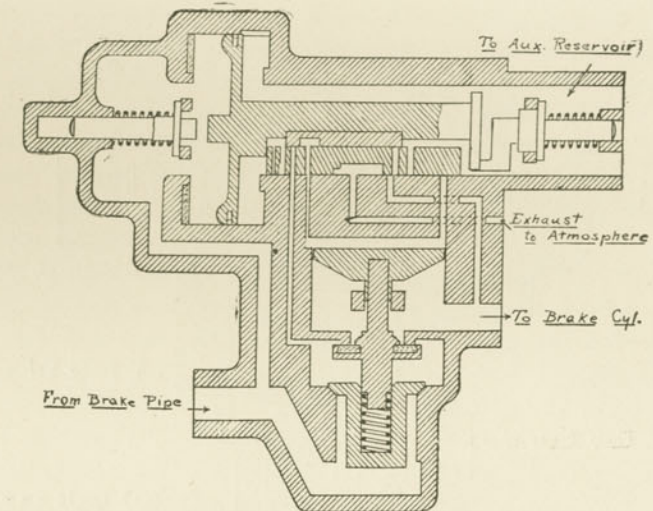 To Aux. Reservoir)
Exhaust
to Atmosphere
To Brake Cyl.
From Brake Pipe